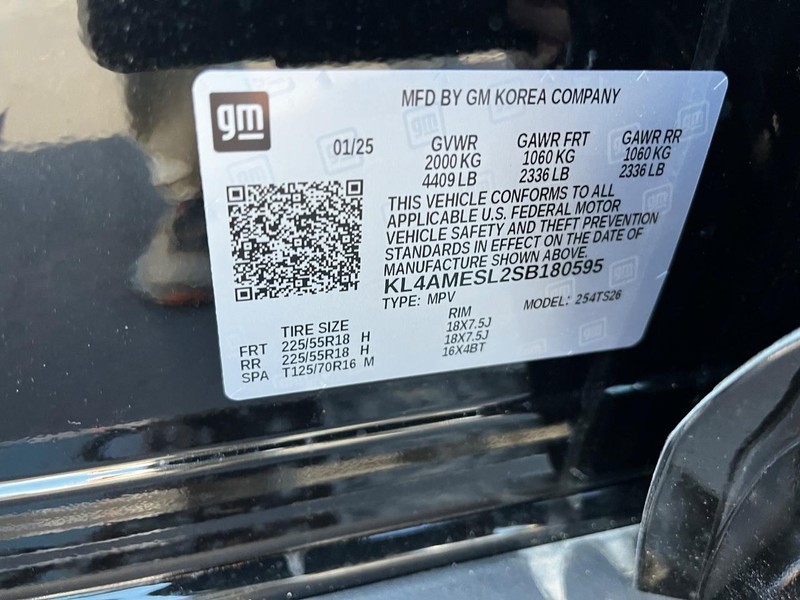 gm
MFD BY GM KOREA COMPANY
01/25
GVWR GAWR FRT GAWR RR
2000 KG 1060 KG 1060 KG
4409 LB 2336 LB 2336 LB
THIS VEHICLE CONFORMS TO ALL
APPLICABLE U.S. FEDERAL MOTOR
VEHICLE SAFETY AND THEFT PREVENTION
STANDARDS IN EFFECT ON THE DATE OF
MANUFACTURE SHOWN ABOVE.
KL4AMESL2SB180595
TYPE: MPV MODEL: 254TS26
TIRE SIZE RIM
FRT 225/55R18 H 18X7.5J
RR 225/55R18 H 18X7.5J
SPA T125/70R16 M 16X4BT